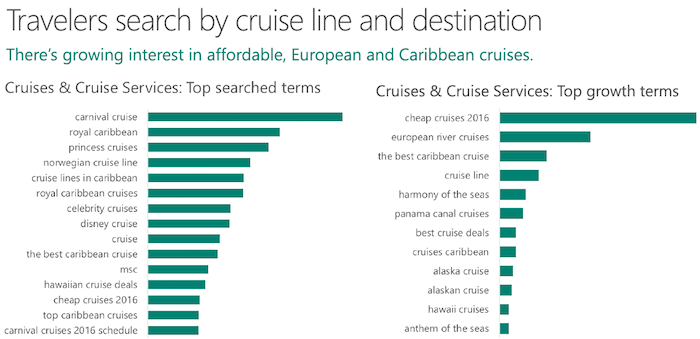 Travelers search by cruise line and destination
There's growing interest in affordable, European and Caribbean cruises.
Cruises & Cruise Services: Top searched terms
carnival cruise
royal caribbean
princess cruises
norwegian cruise line
cruise lines in caribbean
royal caribbean cruises
celebrity cruises
disney cruise
cruise
the best caribbean cruise
msc
hawaiian cruise deals
cheap cruises 2016
top caribbean cruises
carnival cruises 2016 schedule
Cruises & Cruise Services: Top growth terms
cheap cruises 2016
european river cruises
the best caribbean cruise
cruise line
harmony of the seas
panama canal cruises
best cruise deals
cruises caribbean
alaska cruise
alaskan cruise
hawaii cruises
anthem of the seas